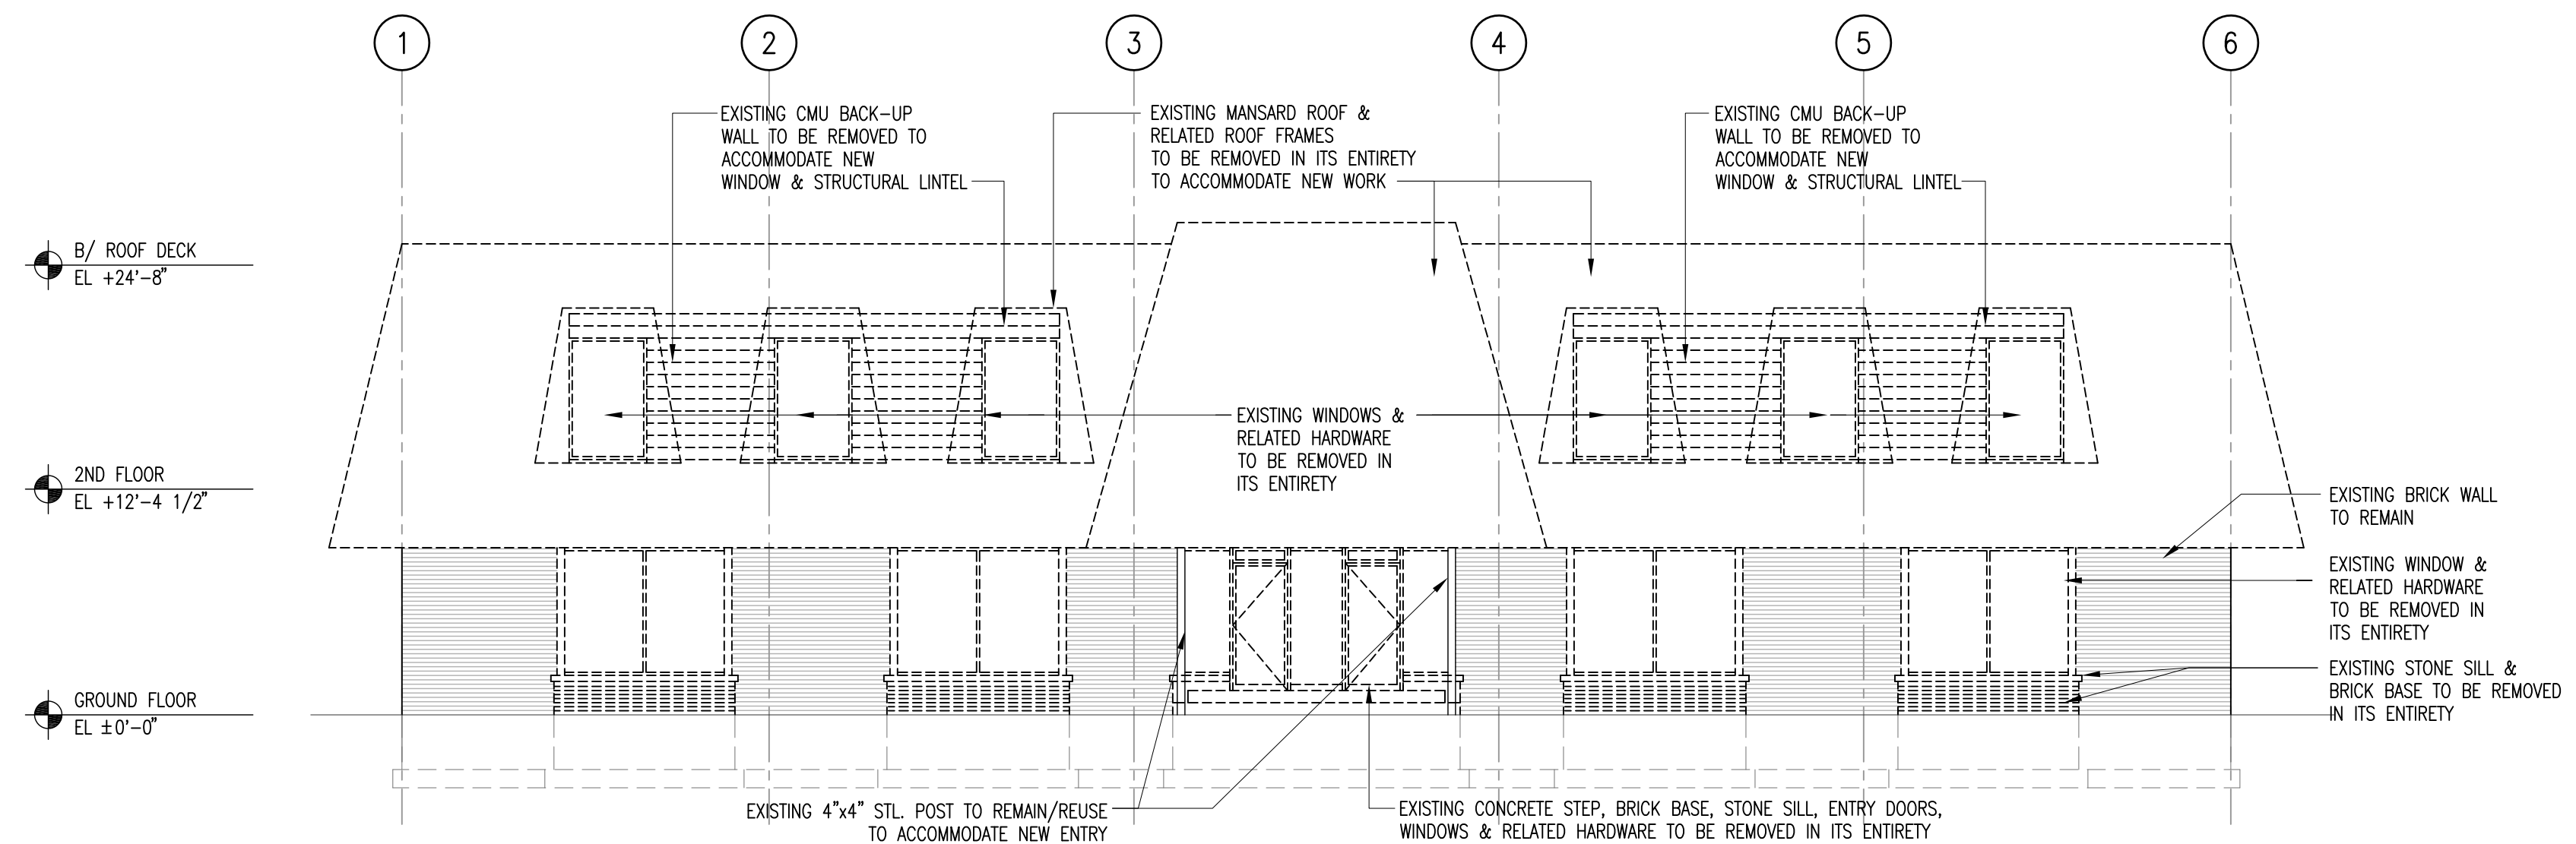 1
2
3
4
5
6
EXISTING CMU BACK-UP
WALL TO BE REMOVED TO
ACCOMMODATE NEW
WINDOW & STRUCTURAL LINTEL
EXISTING MANSARD ROOF &
RELATED ROOF FRAMES
TO BE REMOVED IN ITS ENTIRETY
TO ACCOMMODATE NEW WORK
EXISTING CMU BACK-UP
WALL TO BE REMOVED TO
ACCOMMODATE NEW
WINDOW & STRUCTURAL LINTEL
B/ ROOF DECK
EL +24'-8"
EXISTING WINDOWS &
RELATED HARDWARE
TO BE REMOVED IN
ITS ENTIRETY
2ND FLOOR
EL +12'-4 1/2"
EXISTING BRICK WALL
TO REMAIN
EXISTING WINDOW &
RELATED HARDWARE
TO BE REMOVED IN
ITS ENTIRETY
EXISTING STONE SILL &
BRICK BASE TO BE REMOVED
IN ITS ENTIRETY
GROUND FLOOR
EL ±0'-0"
EXISTING 4"x4" STL. POST TO REMAIN/REUSE
TO ACCOMMODATE NEW ENTRY
EXISTING CONCRETE STEP, BRICK BASE, STONE SILL, ENTRY DOORS,
WINDOWS & RELATED HARDWARE TO BE REMOVED IN ITS ENTIRETY